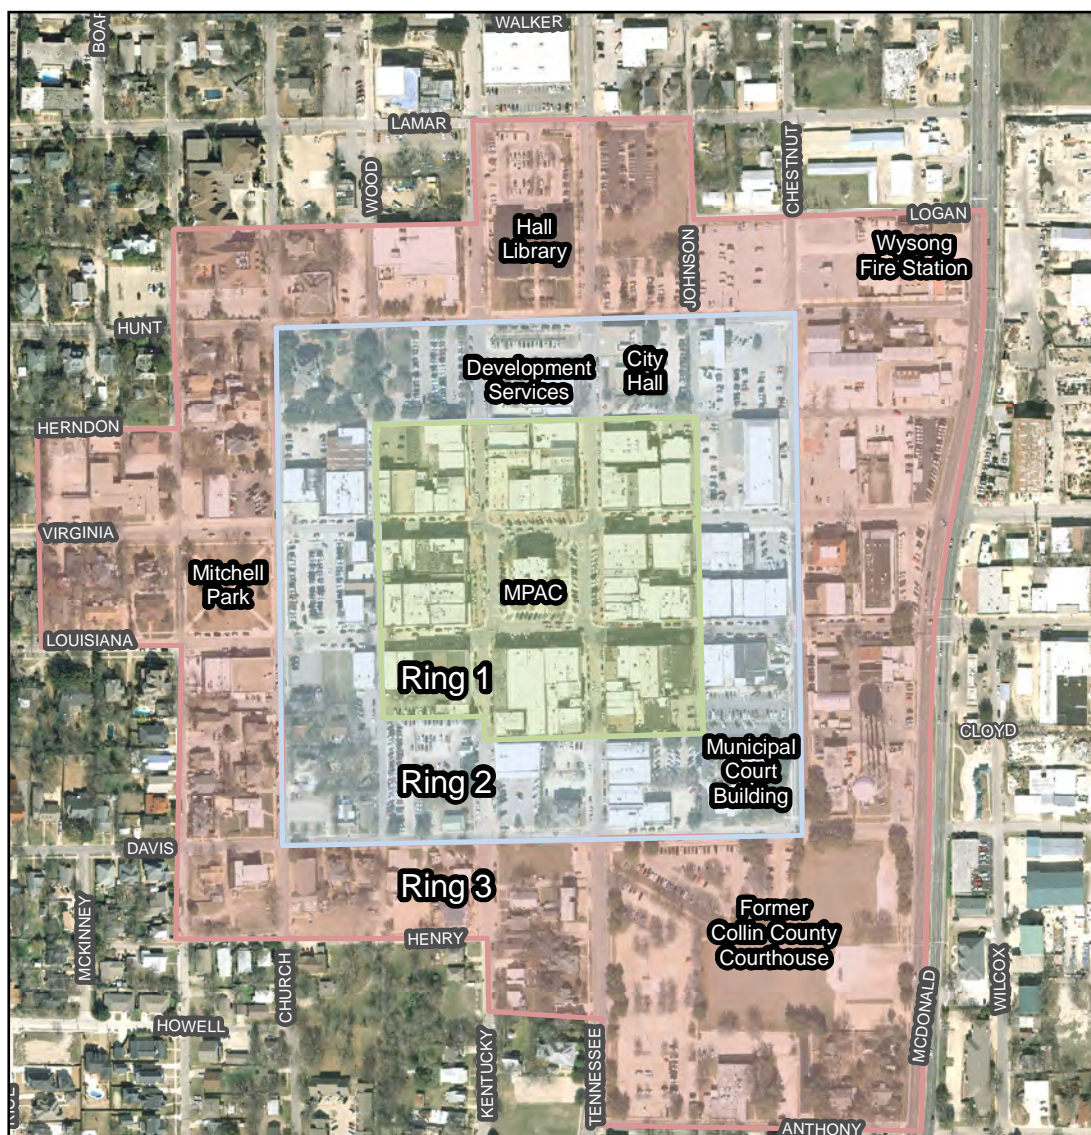 WALKER
BOA
LAMAR
CHESTNUT
WOOD
LOGAN
Hall
Library
Wysong
Fire Station
JOHNSON
HUNT
Development
Services
City
Hall
HERNDON
VIRGINIA
Mitchell
Park
MPAC
LOUISIANA
Ring 1
CLOYD
Municipal
Court
Building
Ring 2
DAVIS
Ring 3
Former
Collin County
Courthouse
HENRY
MCKINNEY
CHURCH
WILCOX
MCDONALD
HOWELL
KENTUCKY
TENNESSEE
ANTHONY